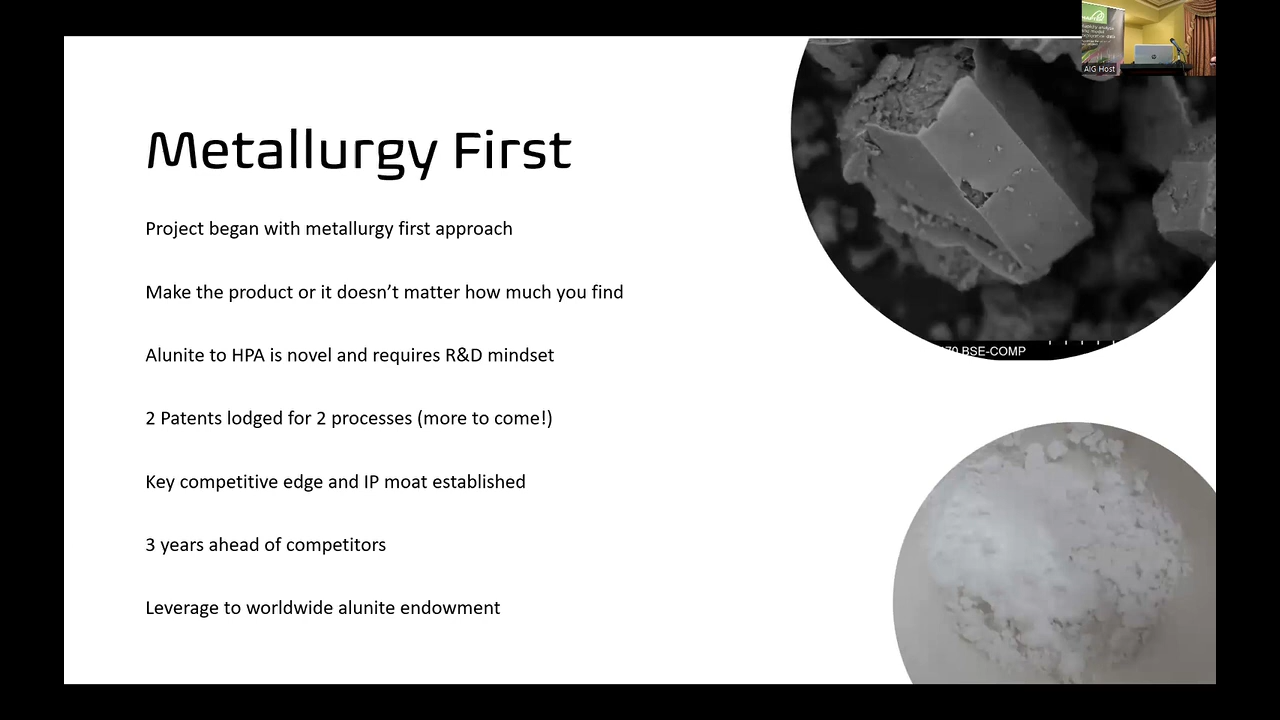 Metallurgy First
Project began with metallurgy first approach
Make the product or it doesn’t matter how much you find
Alunite to HPA is novel and requires R&D mindset
2 Patents lodged for 2 processes (more to come!)
Key competitive edge and IP moat established
3 years ahead of competitors
Leverage to worldwide alunite endowment
70 BSE-COMP
AIG Host